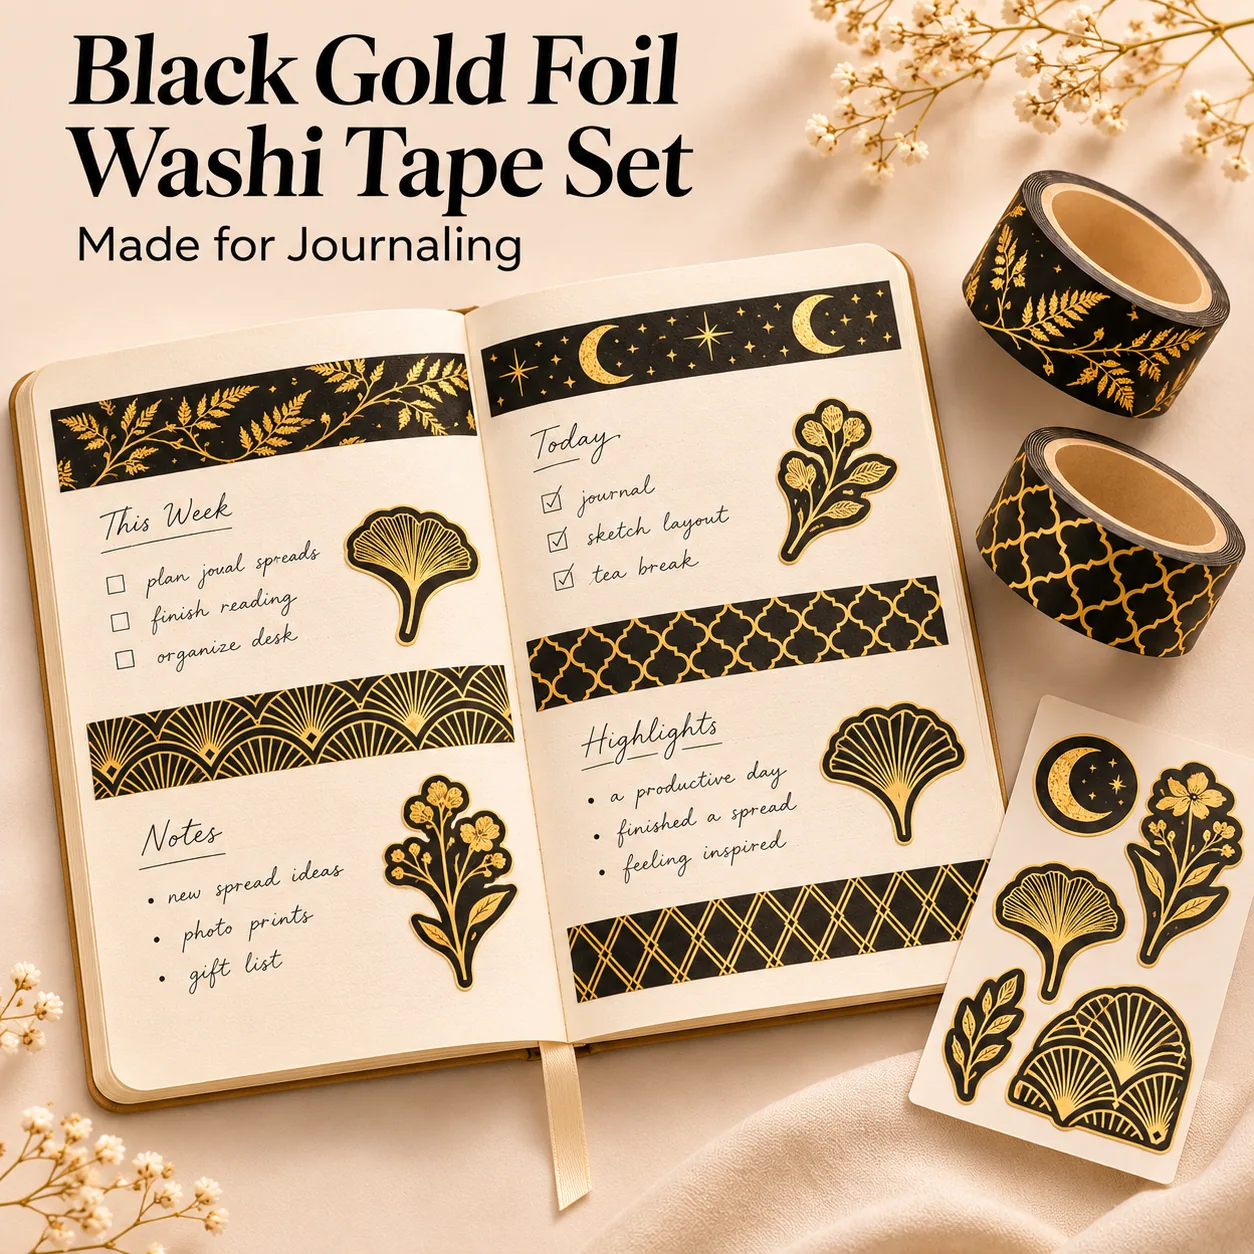 Black Gold Foil
Washi Tape Set
Made for Journaling
This Week
plan joual spreads
finish reading
organize desk
Notes
• new spread ideas
• photo prints
• gift list
Today
journal
sketch layout
tea break
Highlights
• a productive day
• finished a spread
• feeling inspired